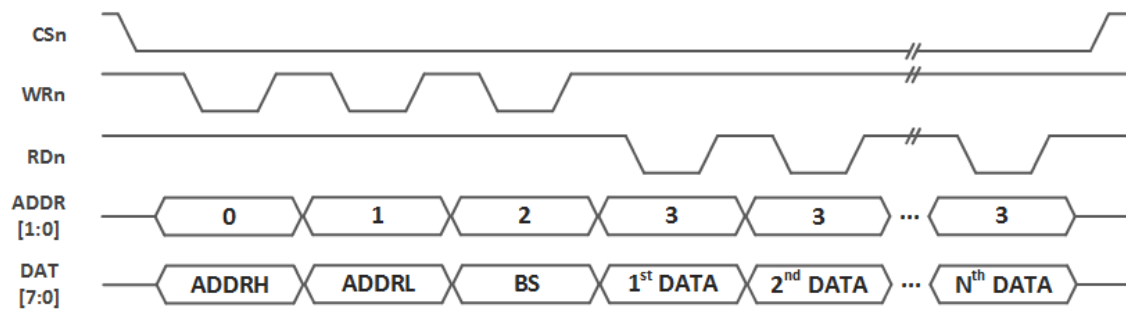 CSn
WRn
RDn
ADDR
[1:0]
0 1 2 3 3 ... 3
DAT
[7:0]
ADDRH ADDRL BS 1st DATA 2nd DATA ... Nth DATA